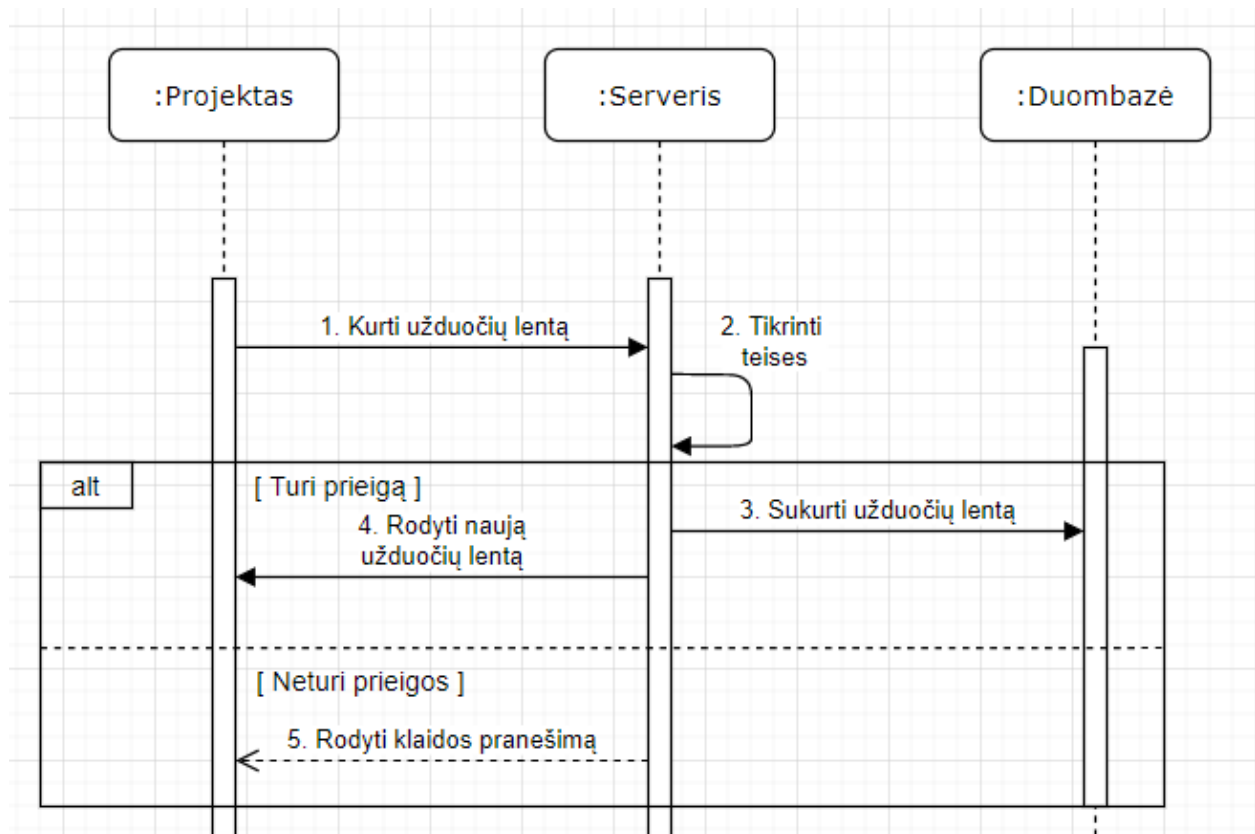 :Projektas
:Serveris
:Duombazė
1. Kurti užduočių lentą
2. Tikrinti
teises
alt
[ Turi prieigą ]
3. Sukurti užduočių lentą
4. Rodyti naują
užduočių lentą
[ Neturi prieigos ]
5. Rodyti klaidos pranešimą